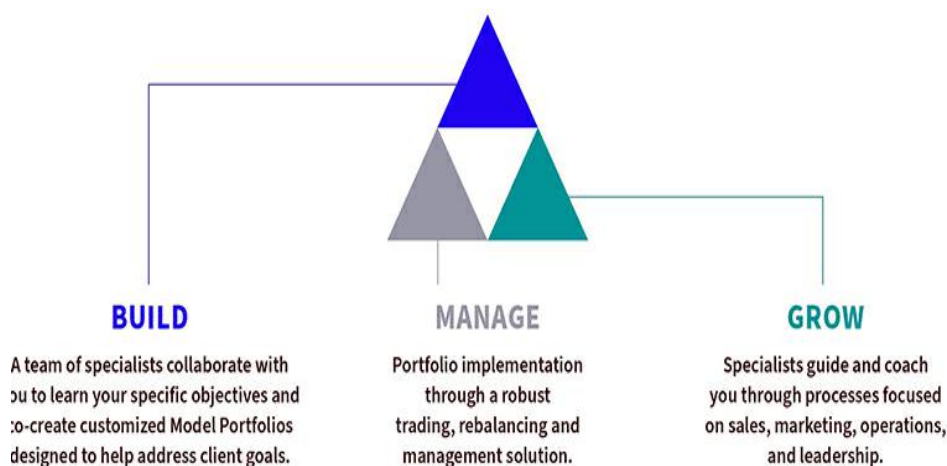 BUILD
A team of specialists collaborate with
ou to learn your specific objectives and
o-create customized Model Portfolios
designed to help address client goals.
MANAGE
Portfolio implementation
through a robust
trading, rebalancing and
management solution.
GROW
Specialists guide and coach
you through processes focused
on sales, marketing, operations,
and leadership.